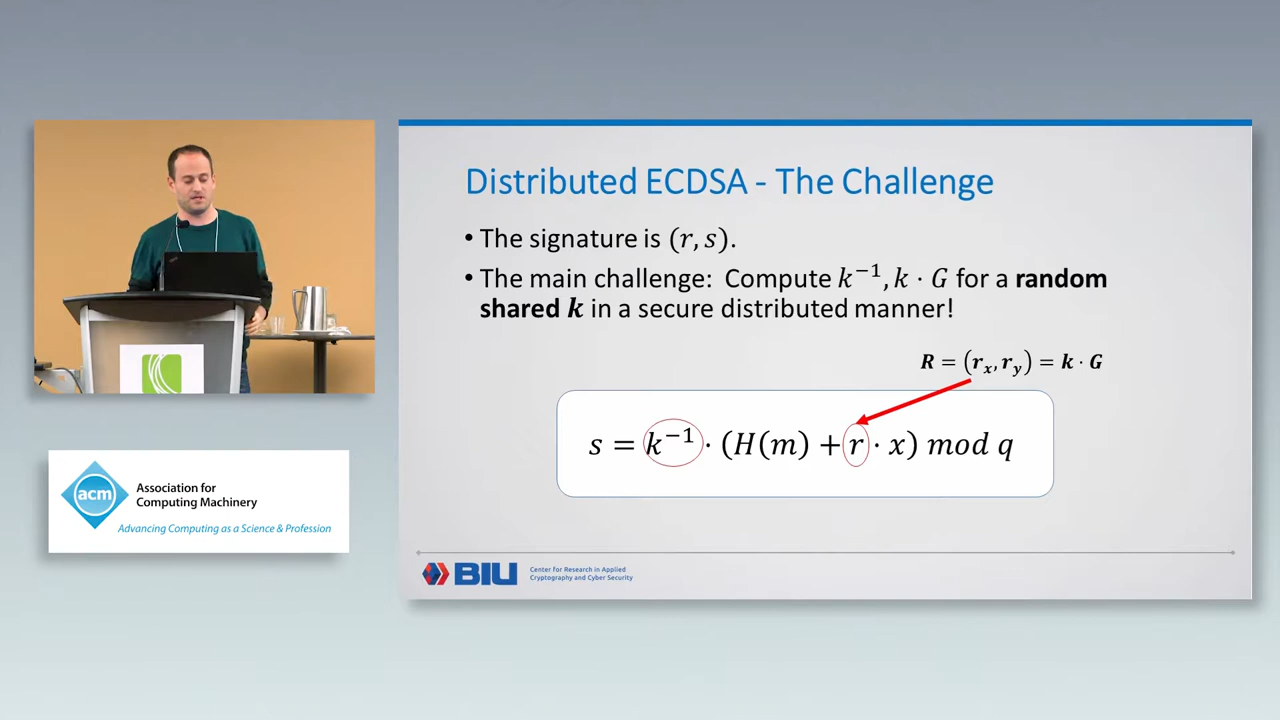 Distributed ECDSA - The Challenge
• The signature is (r, s).
• The main challenge: Compute k⁻¹, k · G for a random
shared k in a secure distributed manner!
R = (rₓ, r_y) = k · G
s = k⁻¹ · (H(m) + r · x) mod q
acm
Association for
Computing Machinery
Advancing Computing as a Science & Profession
BIU
Center for Research in Applied
Cryptography and Cyber Security